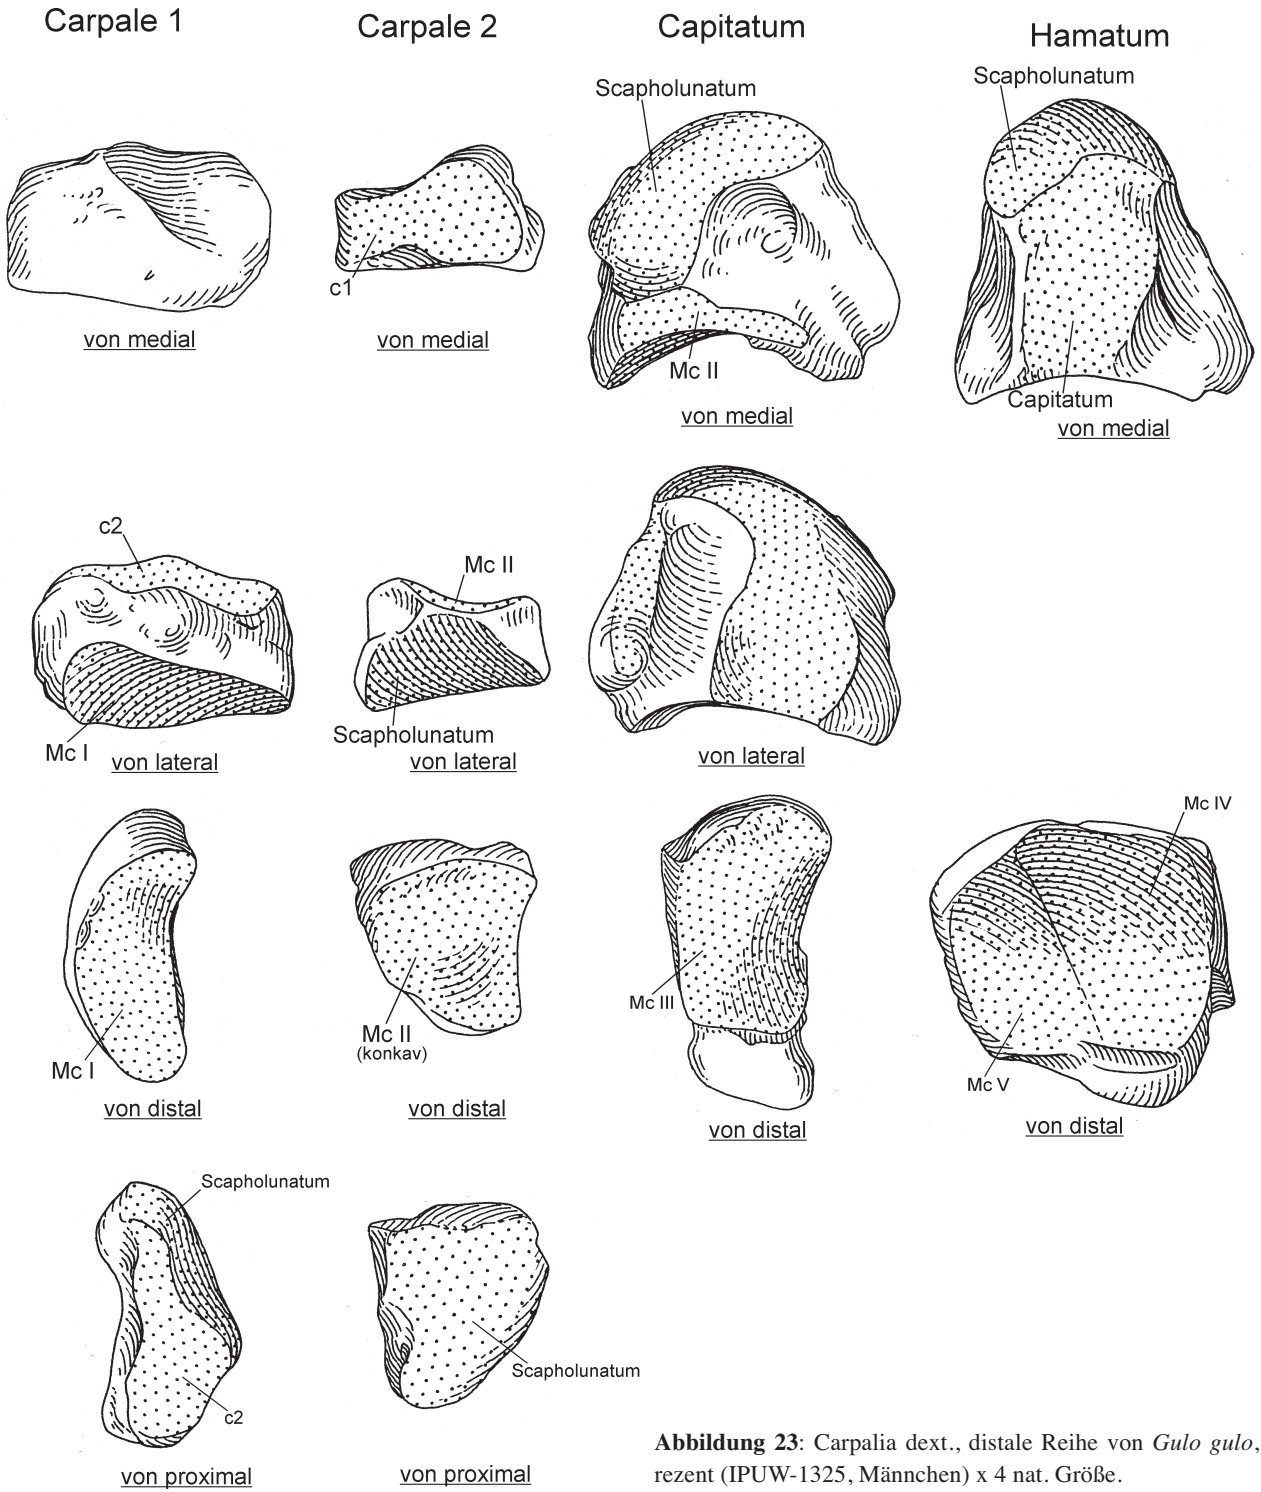 Carpale 1
Carpale 2
Capitatum
Hamatum
Scapholunatum
Scapholunatum
c1
Mc II
Capitatum
von medial
von medial
von medial
von medial
c2
Mc II
Mc I
Scapholunatum
von lateral
von lateral
von lateral
Mc IV
Mc I
Mc II
(konkav)
Mc III
Mc V
von distal
von distal
von distal
von distal
Scapholunatum
c2
Scapholunatum
von proximal
von proximal
Abbildung 23: Carpalia dext., distale Reihe von Gulo gulo,
rezent (IPUW-1325, Männchen) x 4 nat. Größe.